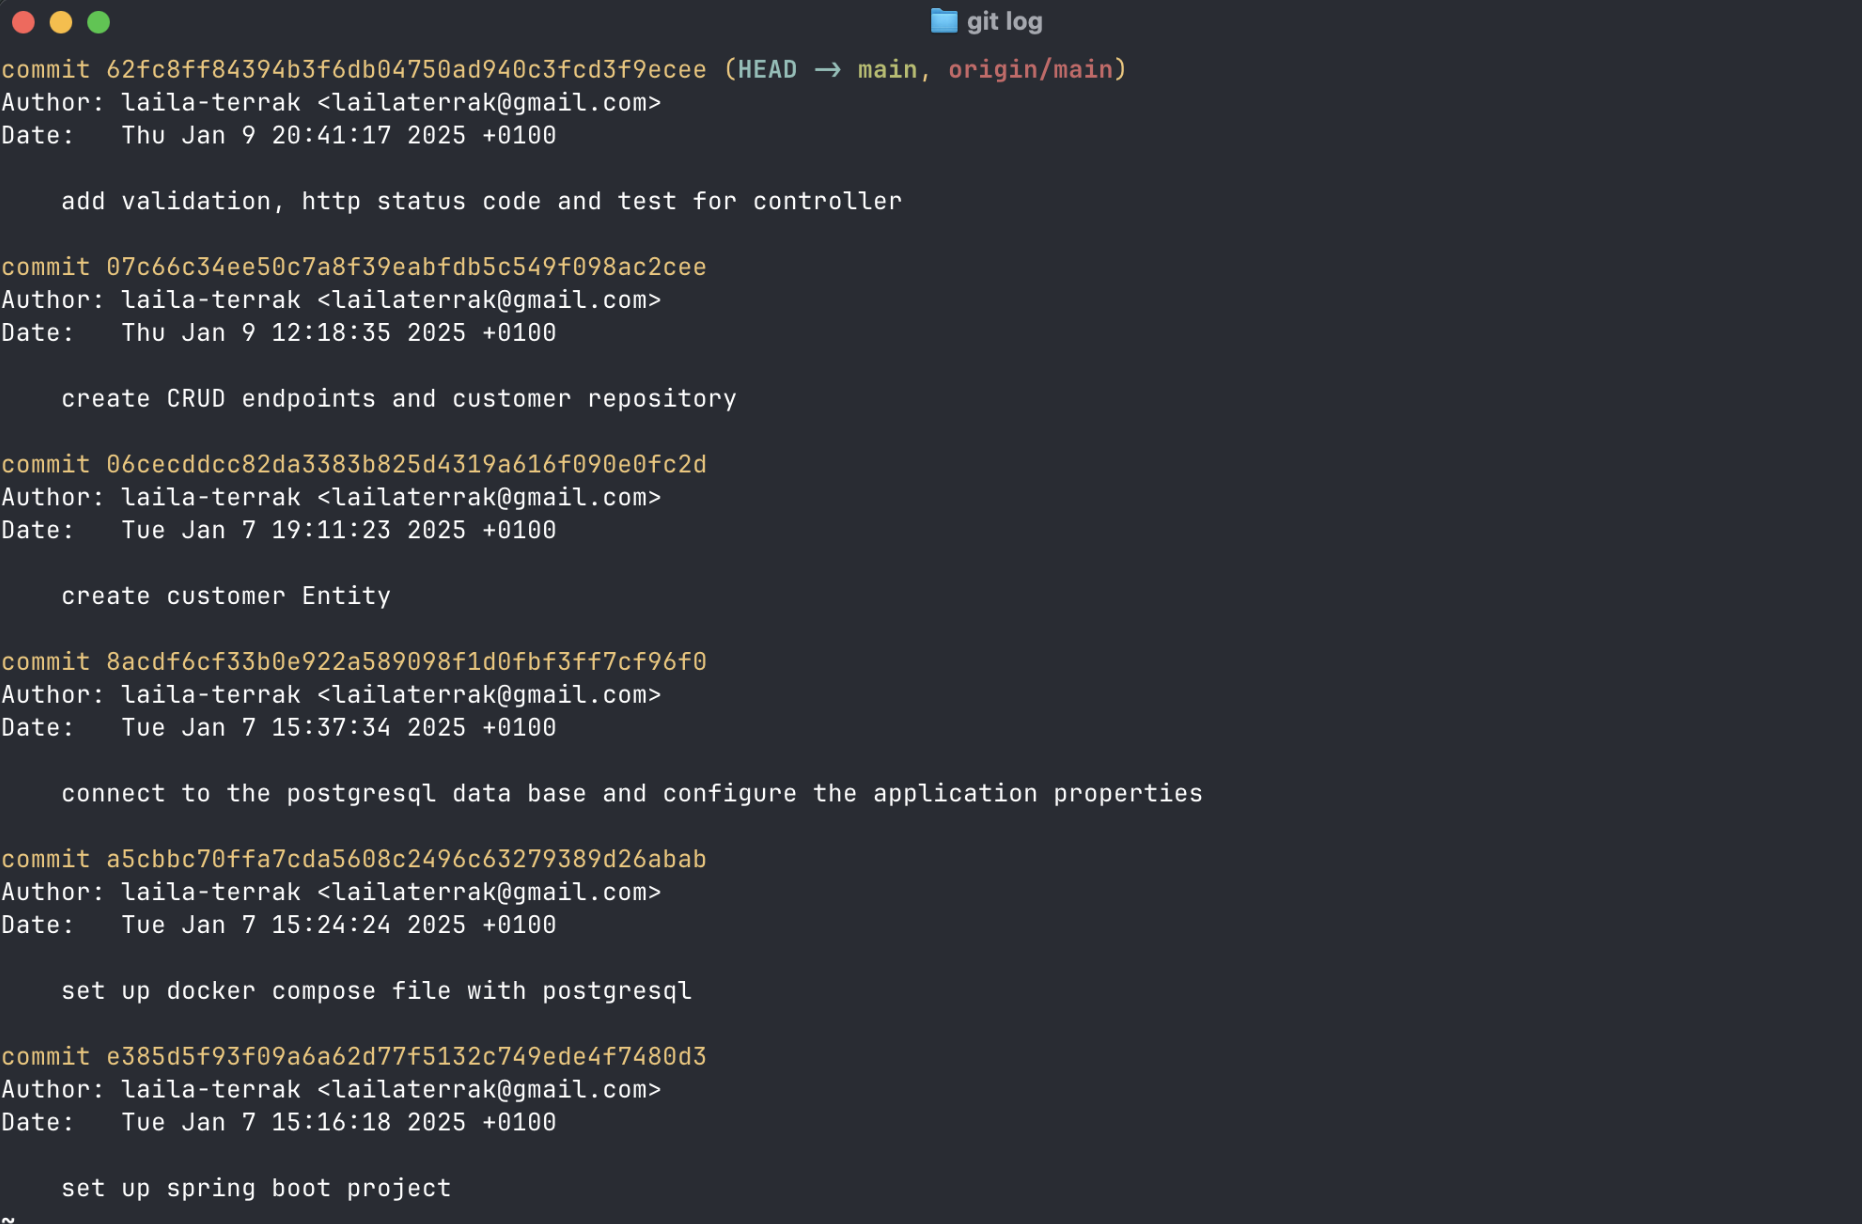 git log
commit 62fc8ff84394b3f6db04750ad940c3fcd3f9ecee (HEAD -> main, origin/main)
Author: laila-terrak <lailaterrak@gmail.com>
Date:   Thu Jan 9 20:41:17 2025 +0100
    add validation, http status code and test for controller
commit 07c66c34ee50c7a8f39eabfdb5c549f098ac2cee
Author: laila-terrak <lailaterrak@gmail.com>
Date:   Thu Jan 9 12:18:35 2025 +0100
    create CRUD endpoints and customer repository
commit 06cecddcc82da3383b825d4319a616f090e0fc2d
Author: laila-terrak <lailaterrak@gmail.com>
Date:   Tue Jan 7 19:11:23 2025 +0100
    create customer Entity
commit 8acdf6cf33b0e922a589098f1d0fbf3ff7cf96f0
Author: laila-terrak <lailaterrak@gmail.com>
Date:   Tue Jan 7 15:37:34 2025 +0100
    connect to the postgresql data base and configure the application properties
commit a5cbbc70ffa7cda5608c2496c63279389d26abab
Author: laila-terrak <lailaterrak@gmail.com>
Date:   Tue Jan 7 15:24:24 2025 +0100
    set up docker compose file with postgresql
commit e385d5f93f09a6a62d77f5132c749ede4f7480d3
Author: laila-terrak <lailaterrak@gmail.com>
Date:   Tue Jan 7 15:16:18 2025 +0100
    set up spring boot project
~